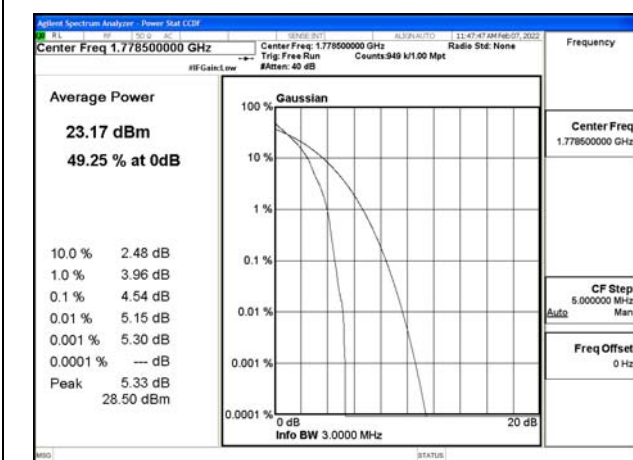 Agilent Spectrum Analyzer - Power Stat CCDF
RL RF 50 Ω AC SENSE:INT ALIGNAUTO 11:47:47 AM Feb 07, 2022
Center Freq 1.778500000 GHz
Center Freq: 1.778500000 GHz Radio Std: None
Trig: Free Run Counts:949 k/1.00 Mpt
#IFGain:Low #Atten: 40 dB
Frequency
Average Power
23.17 dBm
49.25 % at 0dB
10.0 % 2.48 dB
1.0 % 3.96 dB
0.1 % 4.54 dB
0.01 % 5.15 dB
0.001 % 5.30 dB
0.0001 % --- dB
Peak 5.33 dB
28.50 dBm
Gaussian
100 %
10 %
1 %
0.1 %
0.01 %
0.001 %
0.0001 %
0 dB 20 dB
Info BW 3.0000 MHz
Center Freq
1.778500000 GHz
CF Step
5.000000 MHz
Auto Man
Freq Offset
0 Hz
MSG STATUS